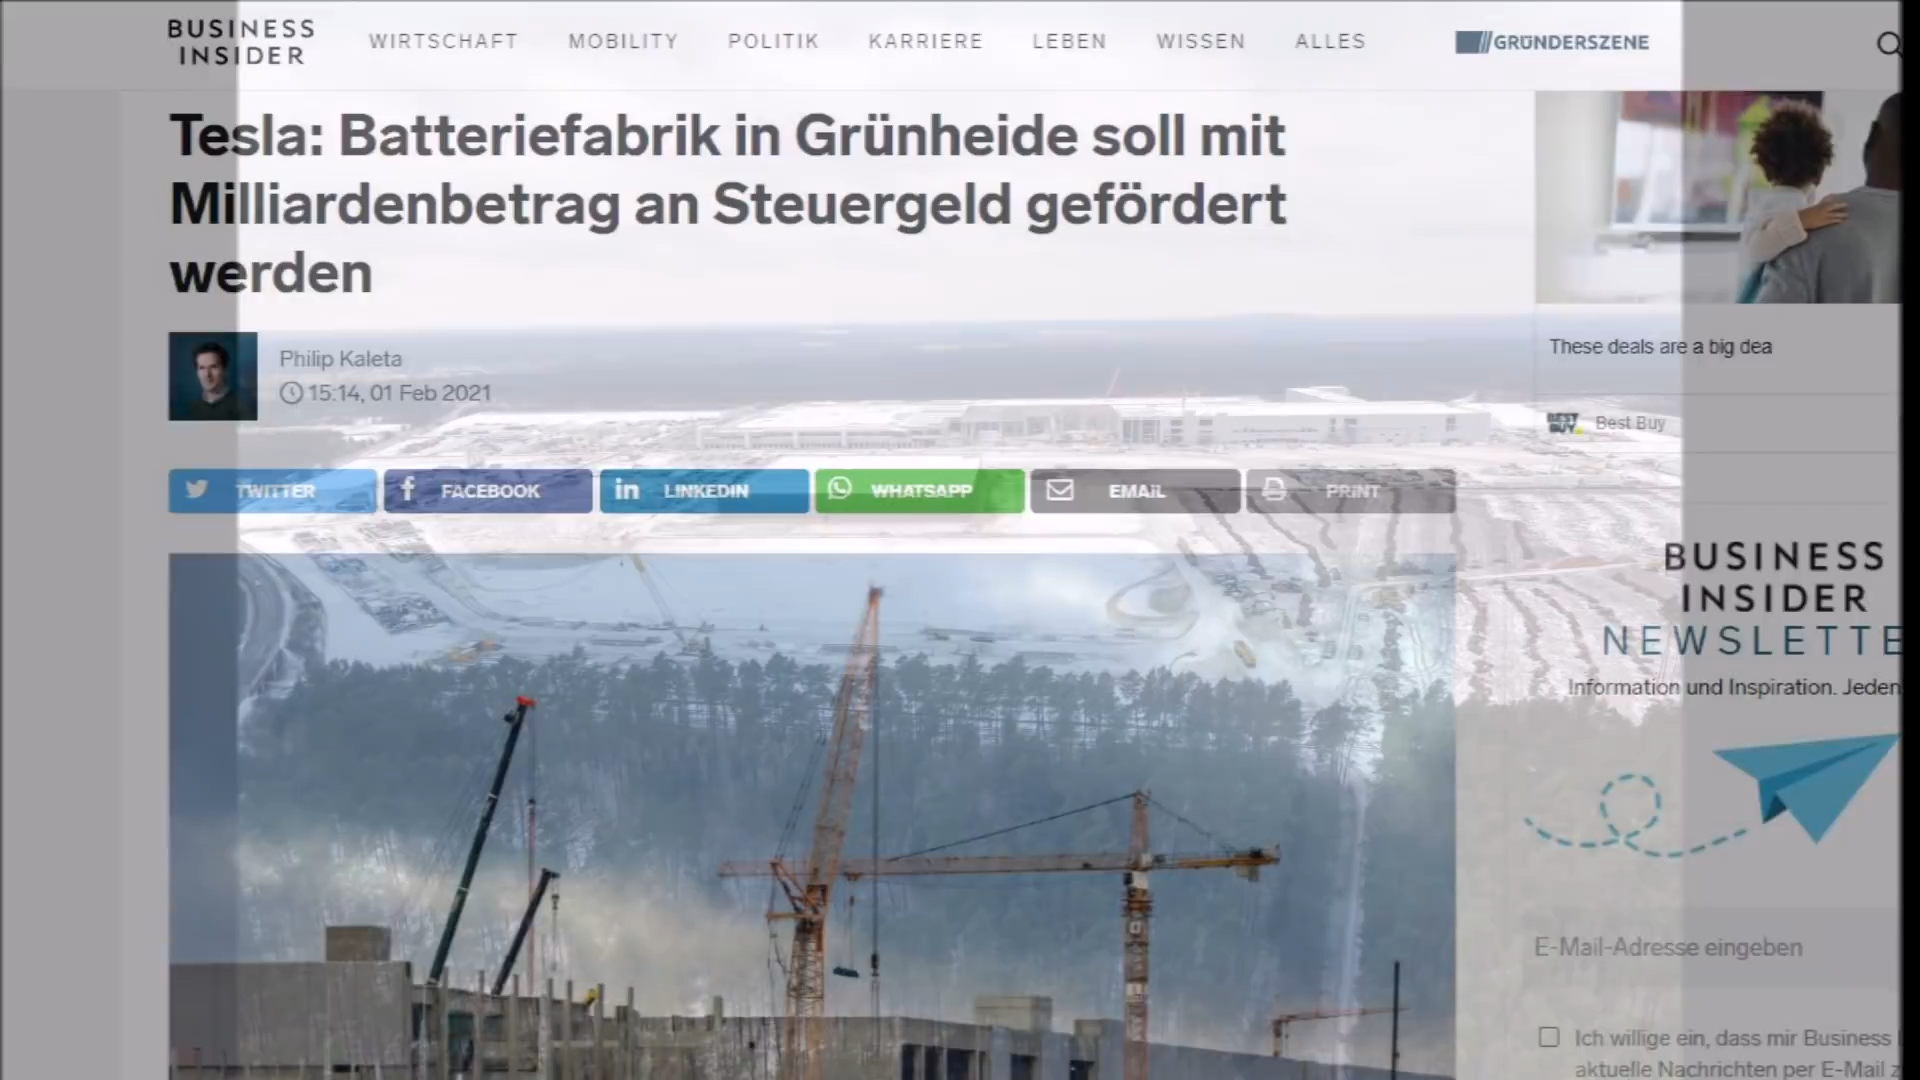 BUSINESS
INSIDER
WIRTSCHAFT MOBILITY POLITIK KARRIERE LEBEN WISSEN ALLES
GRÜNDERSZENE
Tesla: Batteriefabrik in Grünheide soll mit
Milliardenbetrag an Steuergeld gefördert
werden
Philip Kaleta
15:14, 01 Feb 2021
TWITTER FACEBOOK LINKEDIN WHATSAPP EMAIL PRINT
These deals are a big dea
BEST BUY
Best Buy
BUSINESS
INSIDER
NEWSLETTE
Information und Inspiration. Jeden
E-Mail-Adresse eingeben
Ich willige ein, dass mir Business
aktuelle Nachrichten per E-Mail z